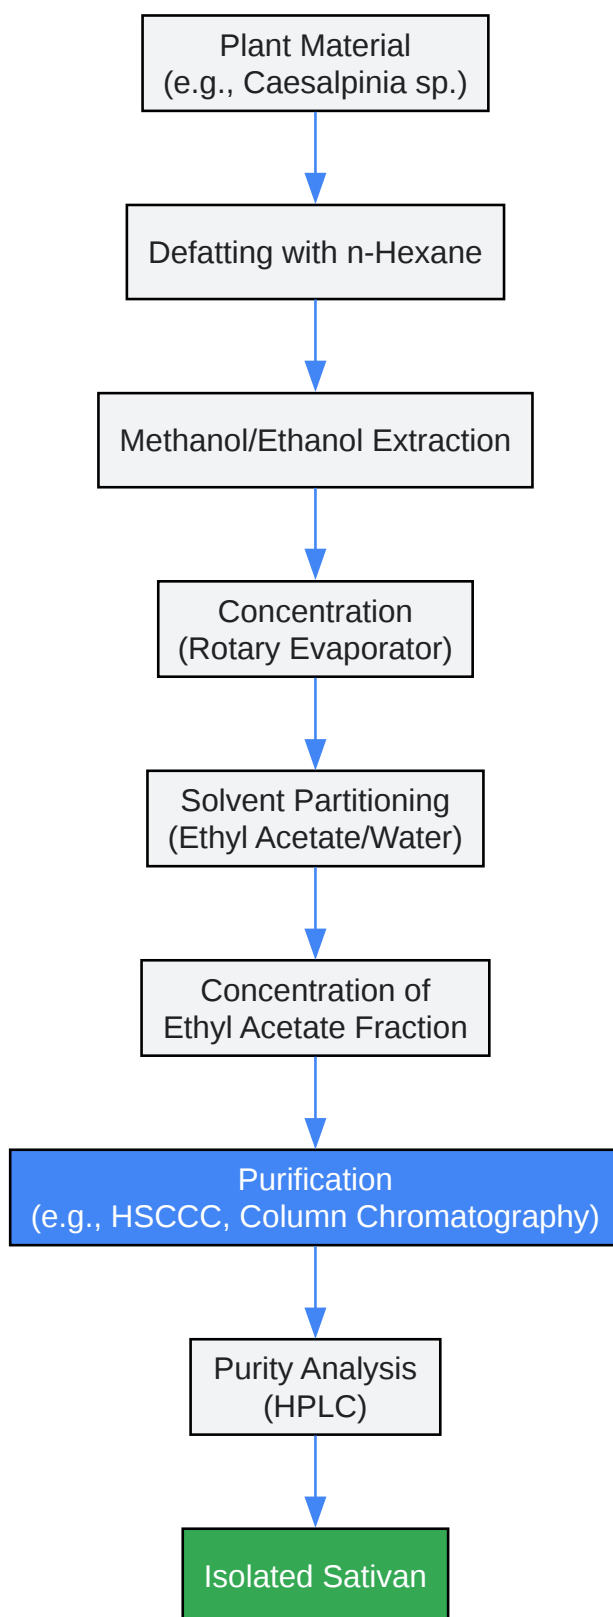 Plant Material
(e.g., Caesalpinia sp.)
Defatting with n-Hexane
Methanol/Ethanol Extraction
Concentration
(Rotary Evaporator)
Solvent Partitioning
(Ethyl Acetate/Water)
Concentration of
Ethyl Acetate Fraction
Purification
(e.g., HSCCC, Column Chromatography)
Purity Analysis
(HPLC)
Isolated Sativan